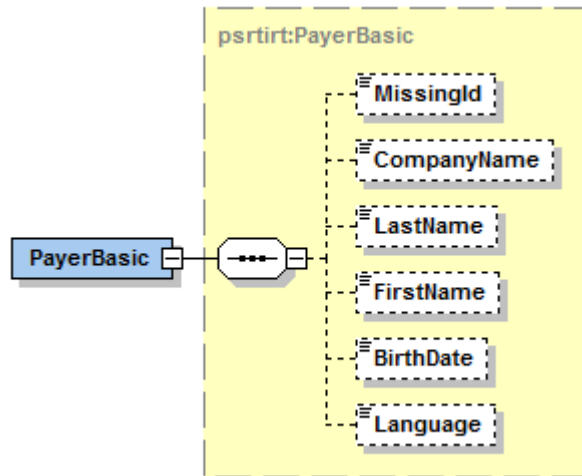 psrtirt:PayerBasic
MissingId
CompanyName
LastName
PayerBasic
FirstName
BirthDate
Language